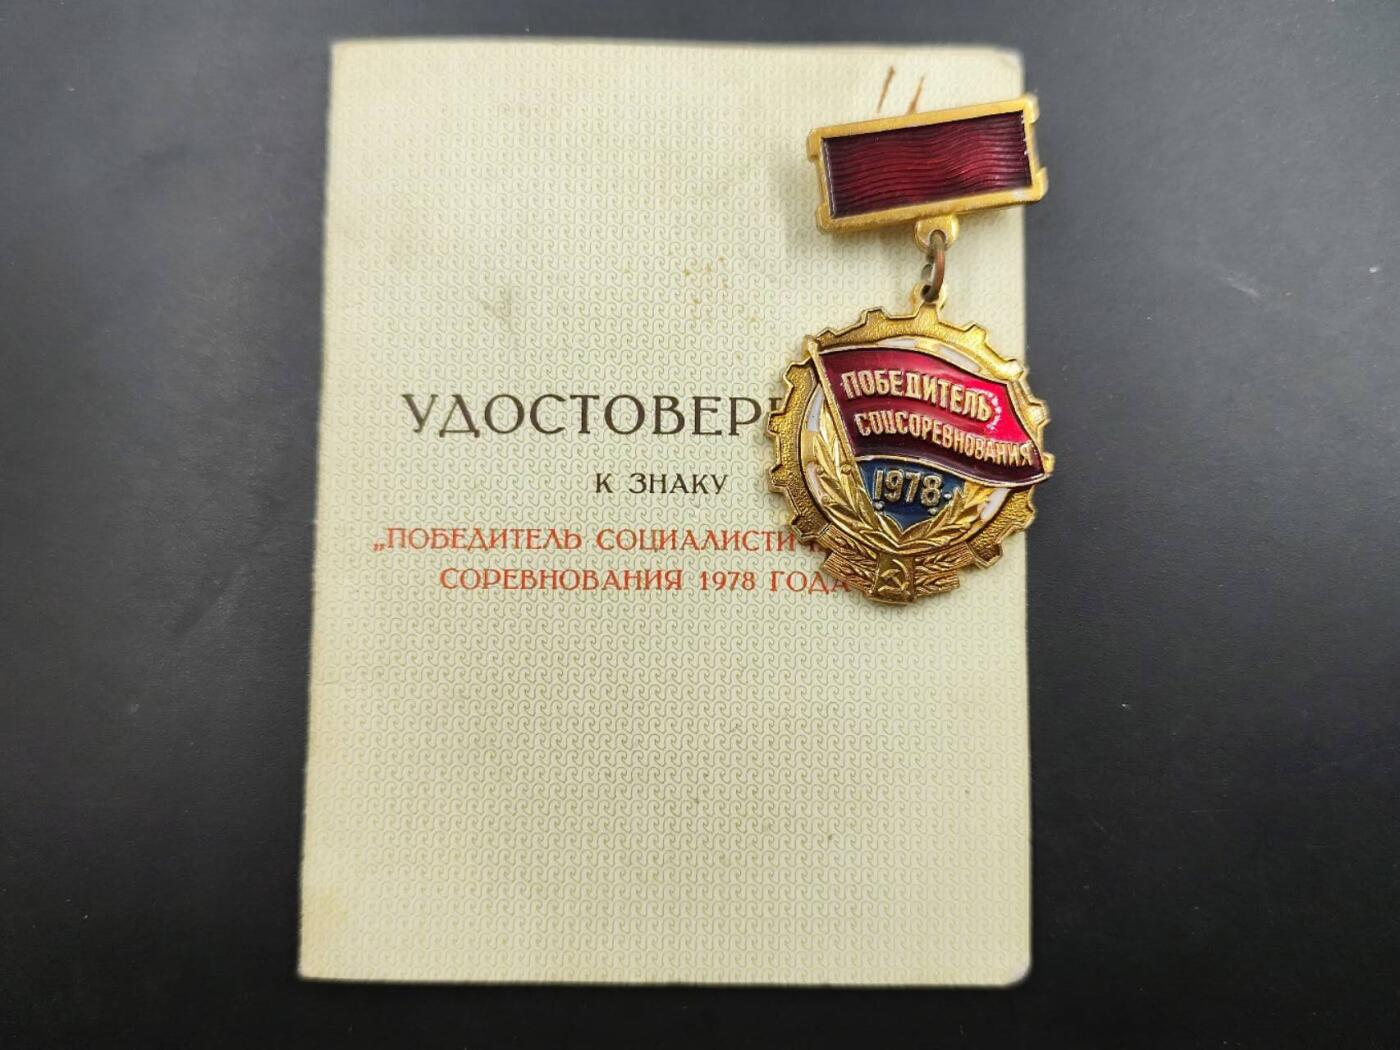 УДОСТОВЕР
К ЗНАКУ
„ПОБЕДИТЕЛЬ СОЦИАЛИСТИ
СОРЕВНОВАНИЯ 1978 ГОДА
ПОБЕДИТЕЛЬ
СОЦСОРЕВНОВАНИЯ
1978